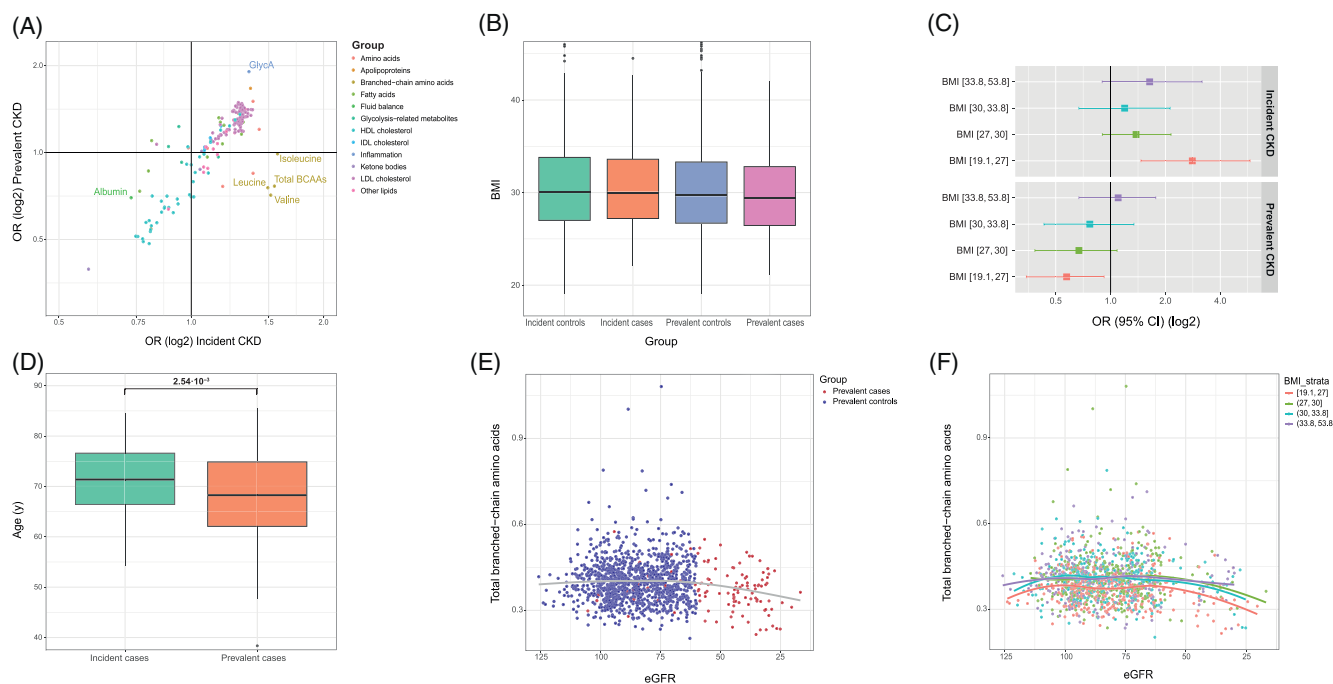 (A)
OR (log2) Prevalent CKD
2.0
1.0
0.5
GlycA
Isoleucine
Leucine
Total BCAAs
Valine
Albumin
0.5
0.75
1.0
1.5
2.0
OR (log2) Incident CKD
Group
Amino acids
Apolipoproteins
Branched-chain amino acids
Fatty acids
Fluid balance
Glycolysis-related metabolites
HDL cholesterol
IDL cholesterol
Inflammation
Ketone bodies
LDL cholesterol
Other lipids
(B)
BMI
40
30
20
Incident controls
Incident cases
Prevalent controls
Prevalent cases
Group
(C)
BMI [33.8, 53.8]
BMI [30, 33.8]
BMI [27, 30]
BMI [19.1, 27]
Incident CKD
BMI [33.8, 53.8]
BMI [30, 33.8]
BMI [27, 30]
BMI [19.1, 27]
Prevalent CKD
0.5
1.0
2.0
4.0
OR (95% CI) (log2)
(D)
2.54·10⁻³
Age (y)
90
80
70
60
50
40
Incident cases
Prevalent cases
(E)
Total branched−chain amino acids
0.9
0.6
0.3
125
100
75
50
25
eGFR
Group
Prevalent cases
Prevalent controls
(F)
Total branched−chain amino acids
0.9
0.6
0.3
125
100
75
50
25
eGFR
BMI_strata
[19.1, 27]
(27, 30]
(30, 33.8]
(33.8, 53.8